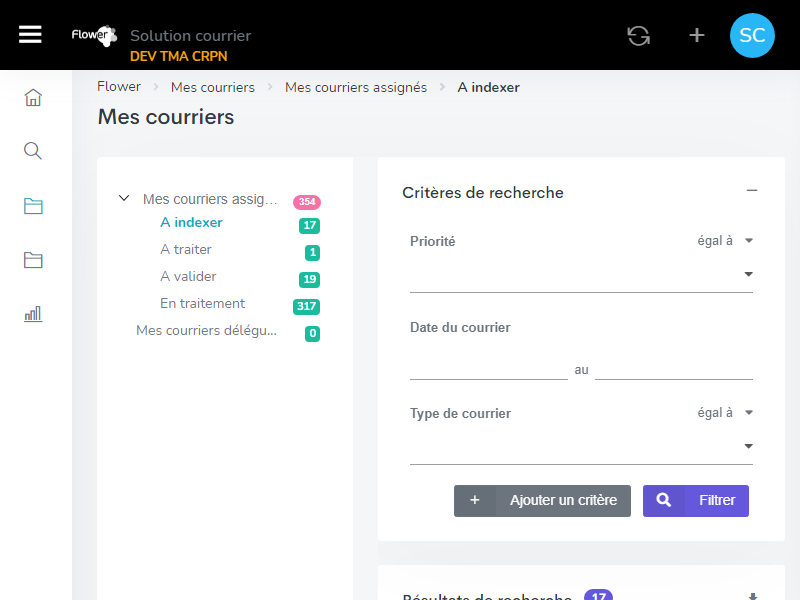 Flower
Solution courrier
DEV TMA CRPN
SC
Flower
Mes courriers
Mes courriers assignés
A indexer
Mes courriers
Mes courriers assig...
354
A indexer
17
A traiter
1
A valider
19
En traitement
317
Mes courriers délégu...
0
Critères de recherche
Priorité
égal à
Date du courrier
au
Type de courrier
égal à
+ Ajouter un critère
Filtrer
Résultats de recherche
17